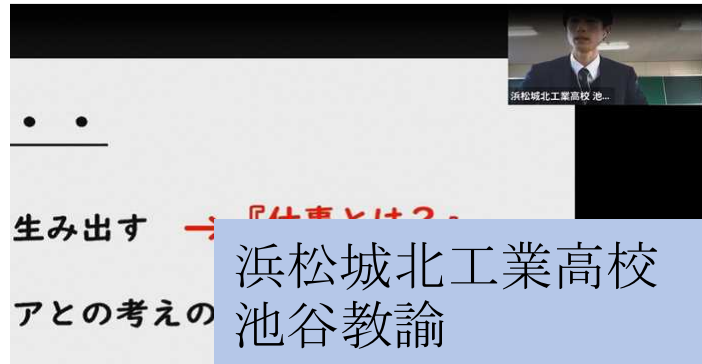 浜松城北工業高校 池...
・・
生み出す → 『仕事とは？』
アとの考えの
浜松城北工業高校
池谷教諭